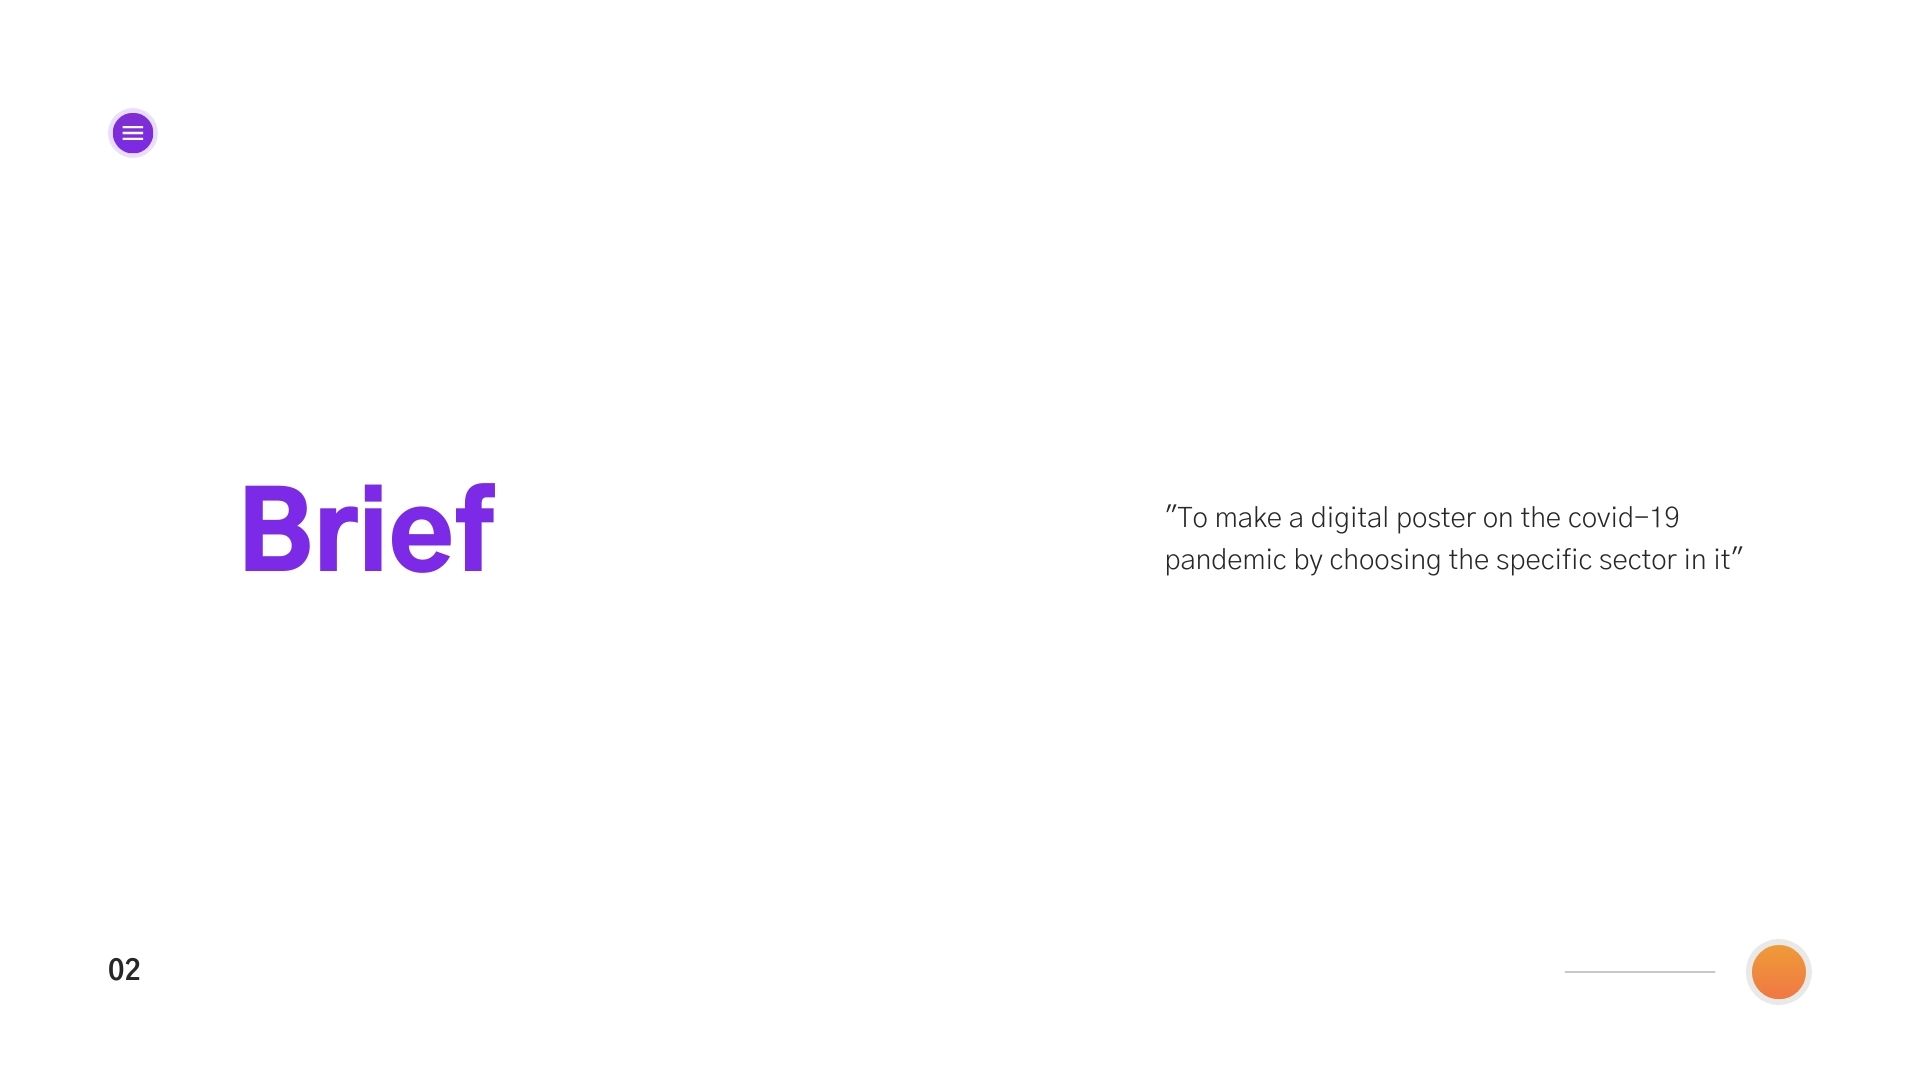 Brief
"To make a digital poster on the covid-19
pandemic by choosing the specific sector in it"
02